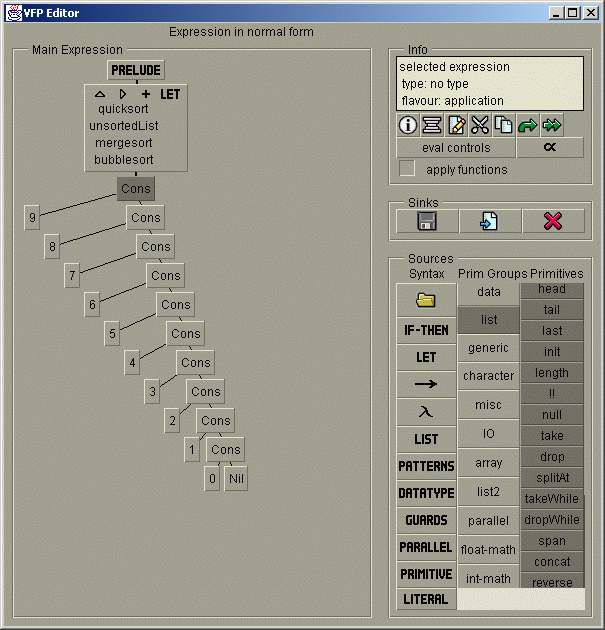 VFP Editor
Expression in normal form
Main Expression
PRELUDE
LET
quicksort
unsortedList
mergesort
bubblesort
Cons
9
Cons
8
Cons
7
Cons
6
Cons
5
Cons
4
Cons
3
Cons
2
Cons
1
Cons
0
Nil
Info
selected expression
type: no type
flavour: application
eval controls
α
apply functions
Sinks
Sources
Syntax
IF-THEN
LET
→
λ
LIST
PATTERNS
DATATYPE
GUARDS
PARALLEL
PRIMITIVE
LITERAL
Prim Groups
data
list
generic
character
misc
IO
array
list2
parallel
float-math
int-math
Primitives
head
tail
last
init
length
!!
null
take
drop
splitAt
takeWhile
dropWhile
span
concat
reverse